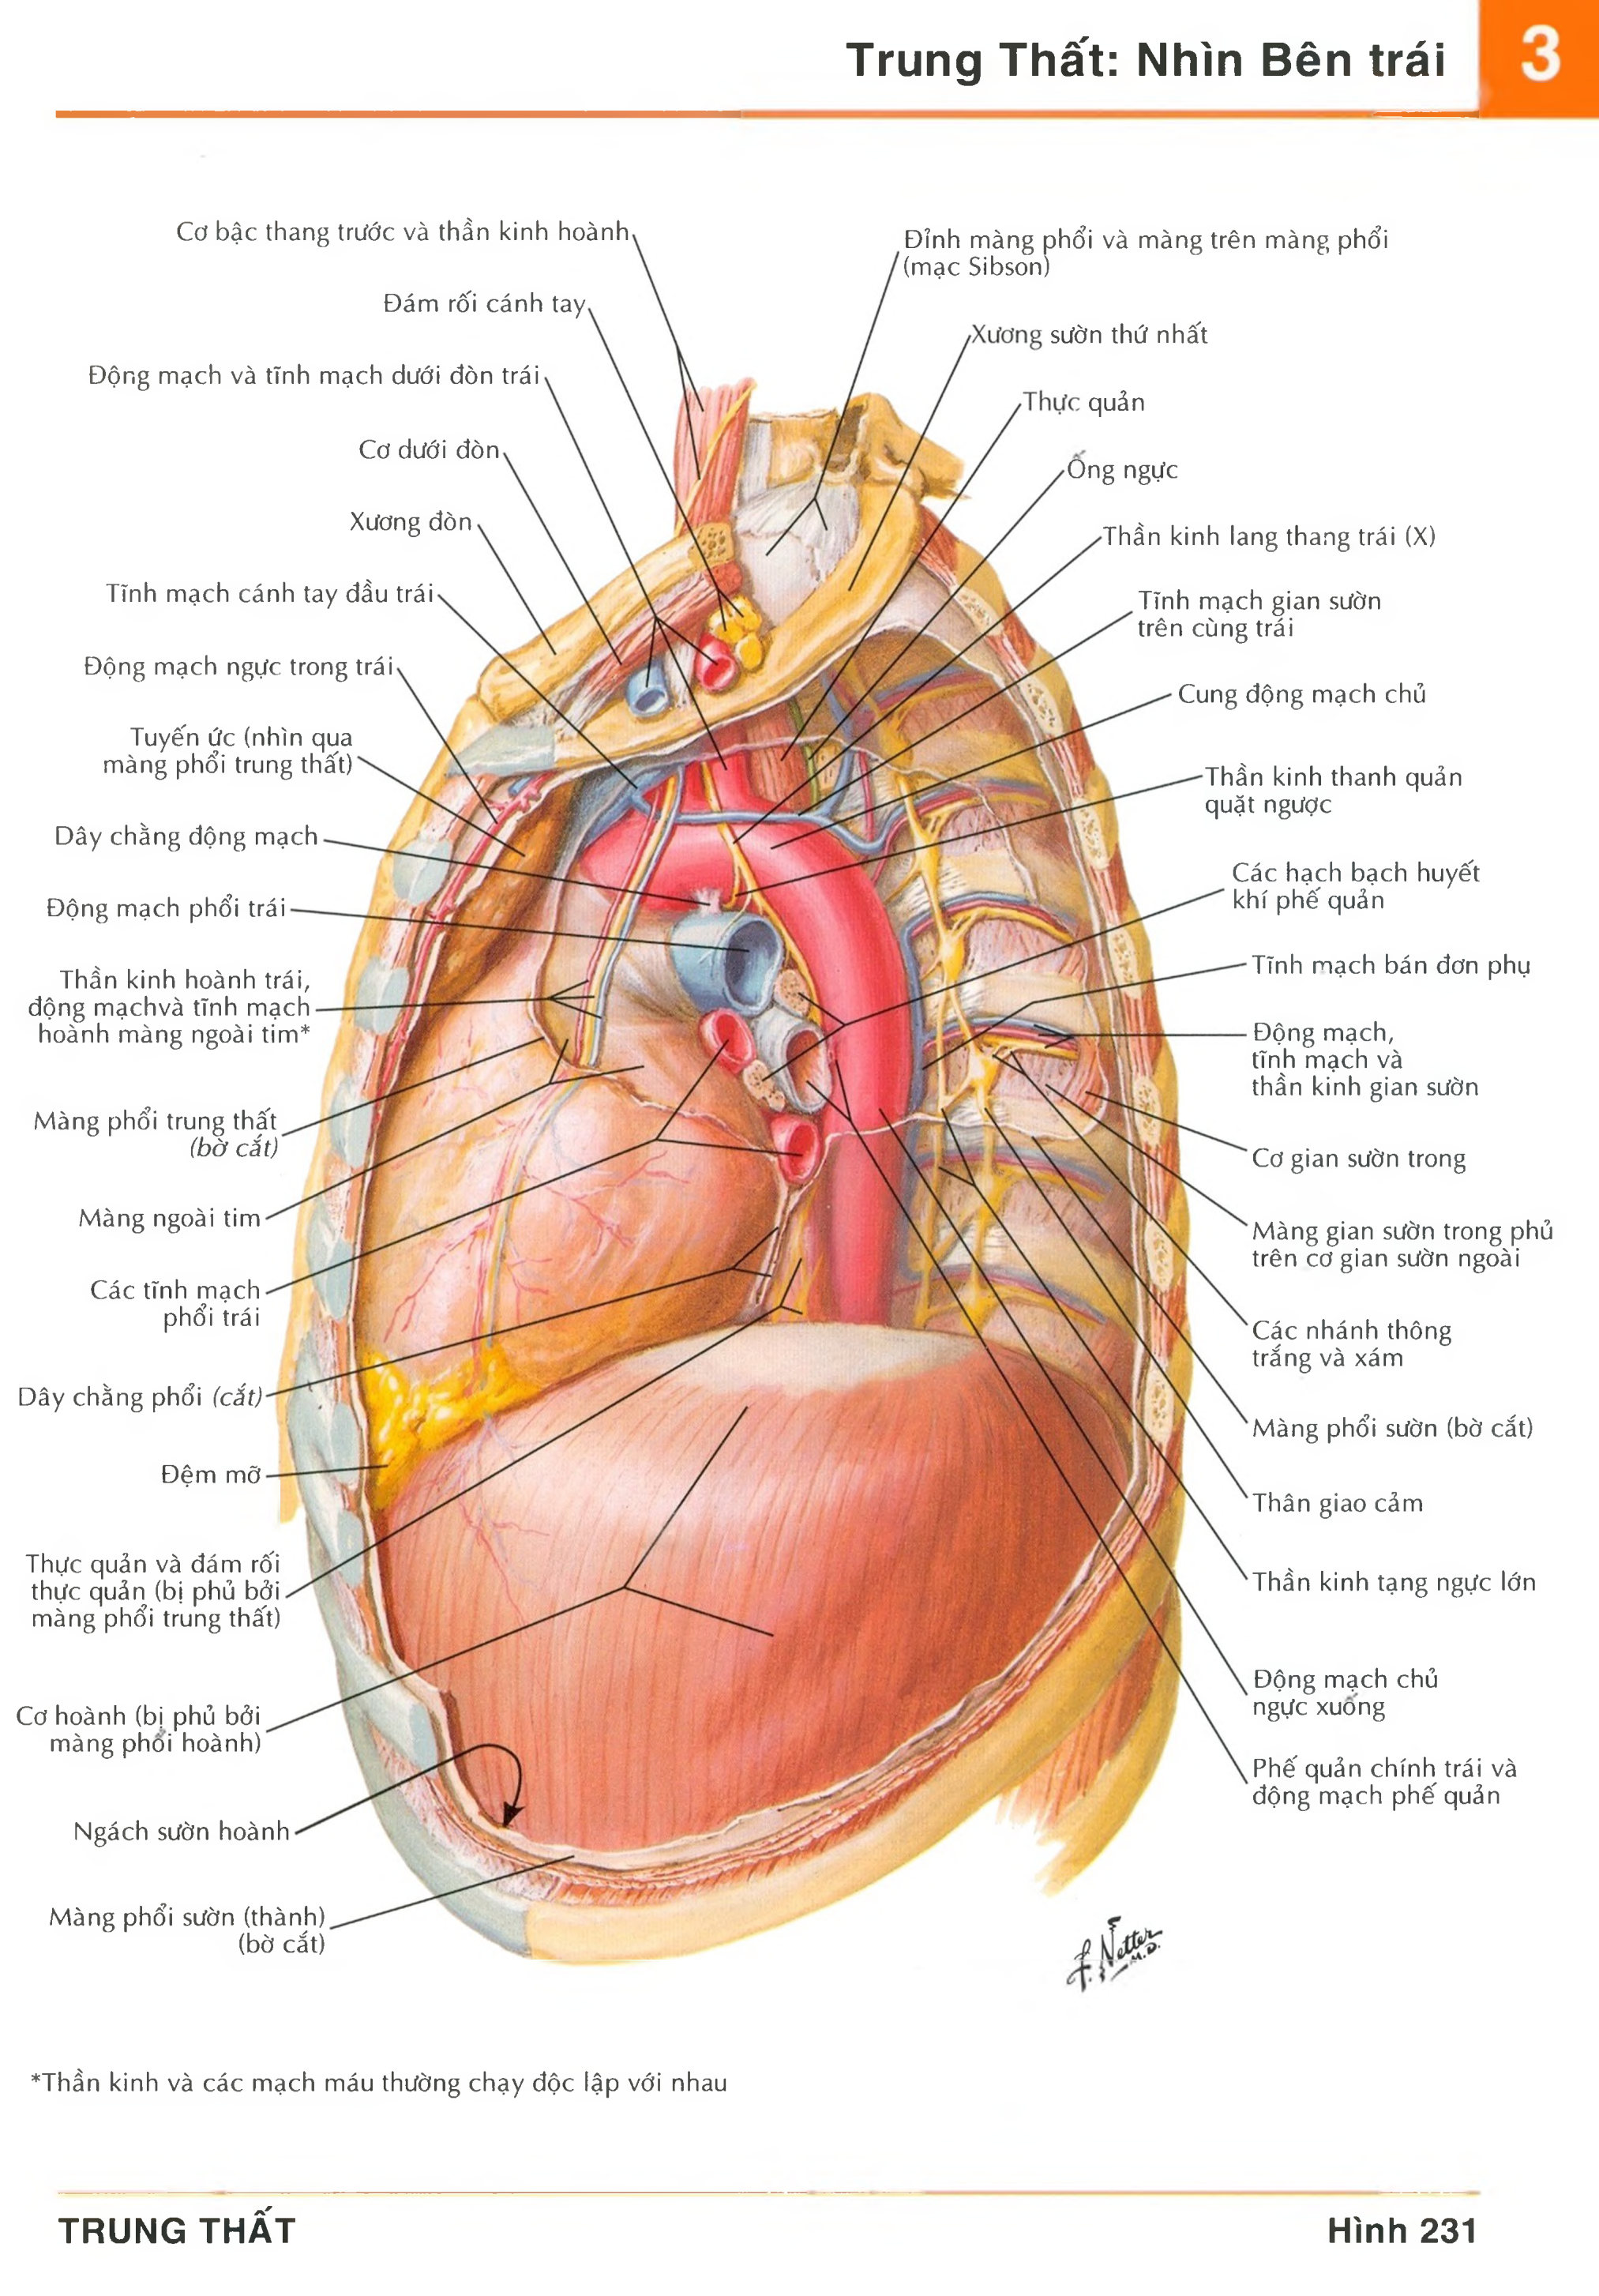 Trung Thất: Nhìn Bên trái
3
Cơ bậc thang trước và thần kinh hoành
Đám rối cánh tay
Động mạch và tĩnh mạch dưới đòn trái
Cơ dưới đòn
Xương đòn
Tĩnh mạch cánh tay đầu trái
Động mạch ngực trong trái
Tuyến ức (nhìn qua
màng phổi trung thất)
Dây chằng động mạch
Động mạch phổi trái
Thần kinh hoành trái,
động mạchvà tĩnh mạch
hoành màng ngoài tim*
Màng phổi trung thất
(bờ cắt)
Màng ngoài tim
Các tĩnh mạch
phổi trái
Dây chằng phổi (cắt)
Đệm mỡ
Thực quản và đám rối
thực quản (bị phủ bởi
màng phổi trung thất)
Cơ hoành (bị phủ bởi
màng phổi hoành)
Ngách sườn hoành
Màng phổi sườn (thành)
(bờ cắt)
Đỉnh màng phổi và màng trên màng phổi
(mạc Sibson)
Xương sườn thứ nhất
Thực quản
Ống ngực
Thần kinh lang thang trái (X)
Tĩnh mạch gian sườn
trên cùng trái
Cung động mạch chủ
Thần kinh thanh quản
quặt ngược
Các hạch bạch huyết
khí phế quản
Tĩnh mạch bán đơn phụ
Động mạch,
tĩnh mạch và
thần kinh gian sườn
Cơ gian sườn trong
Màng gian sườn trong phủ
trên cơ gian sườn ngoài
Các nhánh thông
trắng và xám
Màng phổi sườn (bờ cắt)
Thân giao cảm
Thần kinh tạng ngực lớn
Động mạch chủ
ngực xuống
Phế quản chính trái và
động mạch phế quản
F. Netter
M.D.
*Thần kinh và các mạch máu thường chạy độc lập với nhau
TRUNG THẤT
Hình 231